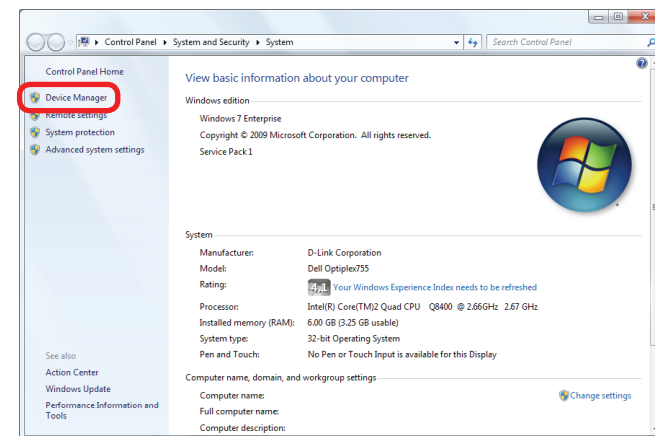 Control Panel ▸ System and Security ▸ System
Search Control Panel
Control Panel Home
Device Manager
Remote settings
System protection
Advanced system settings
See also
Action Center
Windows Update
Performance Information and
Tools
View basic information about your computer
Windows edition
Windows 7 Enterprise
Copyright © 2009 Microsoft Corporation. All rights reserved.
Service Pack 1
System
Manufacturer: D-Link Corporation
Model: Dell Optiplex755
Rating: 4,1 Your Windows Experience Index needs to be refreshed
Processor: Intel(R) Core(TM)2 Quad CPU Q8400 @ 2.66GHz 2.67 GHz
Installed memory (RAM): 6.00 GB (3.25 GB usable)
System type: 32-bit Operating System
Pen and Touch: No Pen or Touch Input is available for this Display
Computer name, domain, and workgroup settings
Computer name: Change settings
Full computer name:
Computer description: